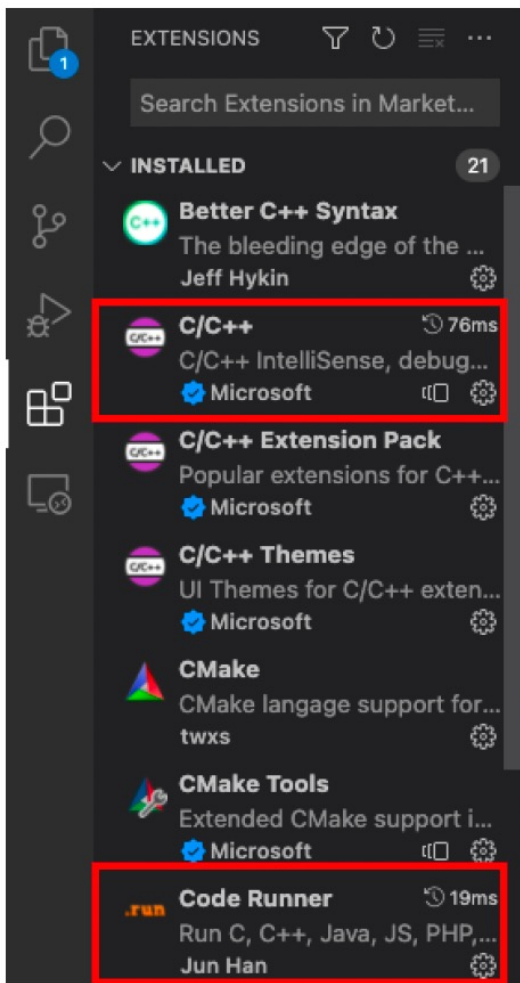 EXTENSIONS
1
Search Extensions in Market...
INSTALLED 21
C++
Better C++ Syntax
The bleeding edge of the ...
Jeff Hykin
C/C++
C/C++ 76ms
C/C++ IntelliSense, debug...
Microsoft
C/C++
C/C++ Extension Pack
Popular extensions for C++...
Microsoft
C/C++
C/C++ Themes
UI Themes for C/C++ exten...
Microsoft
CMake
CMake langage support for...
twxs
CMake Tools
Extended CMake support i...
Microsoft
.run
Code Runner 19ms
Run C, C++, Java, JS, PHP,...
Jun Han